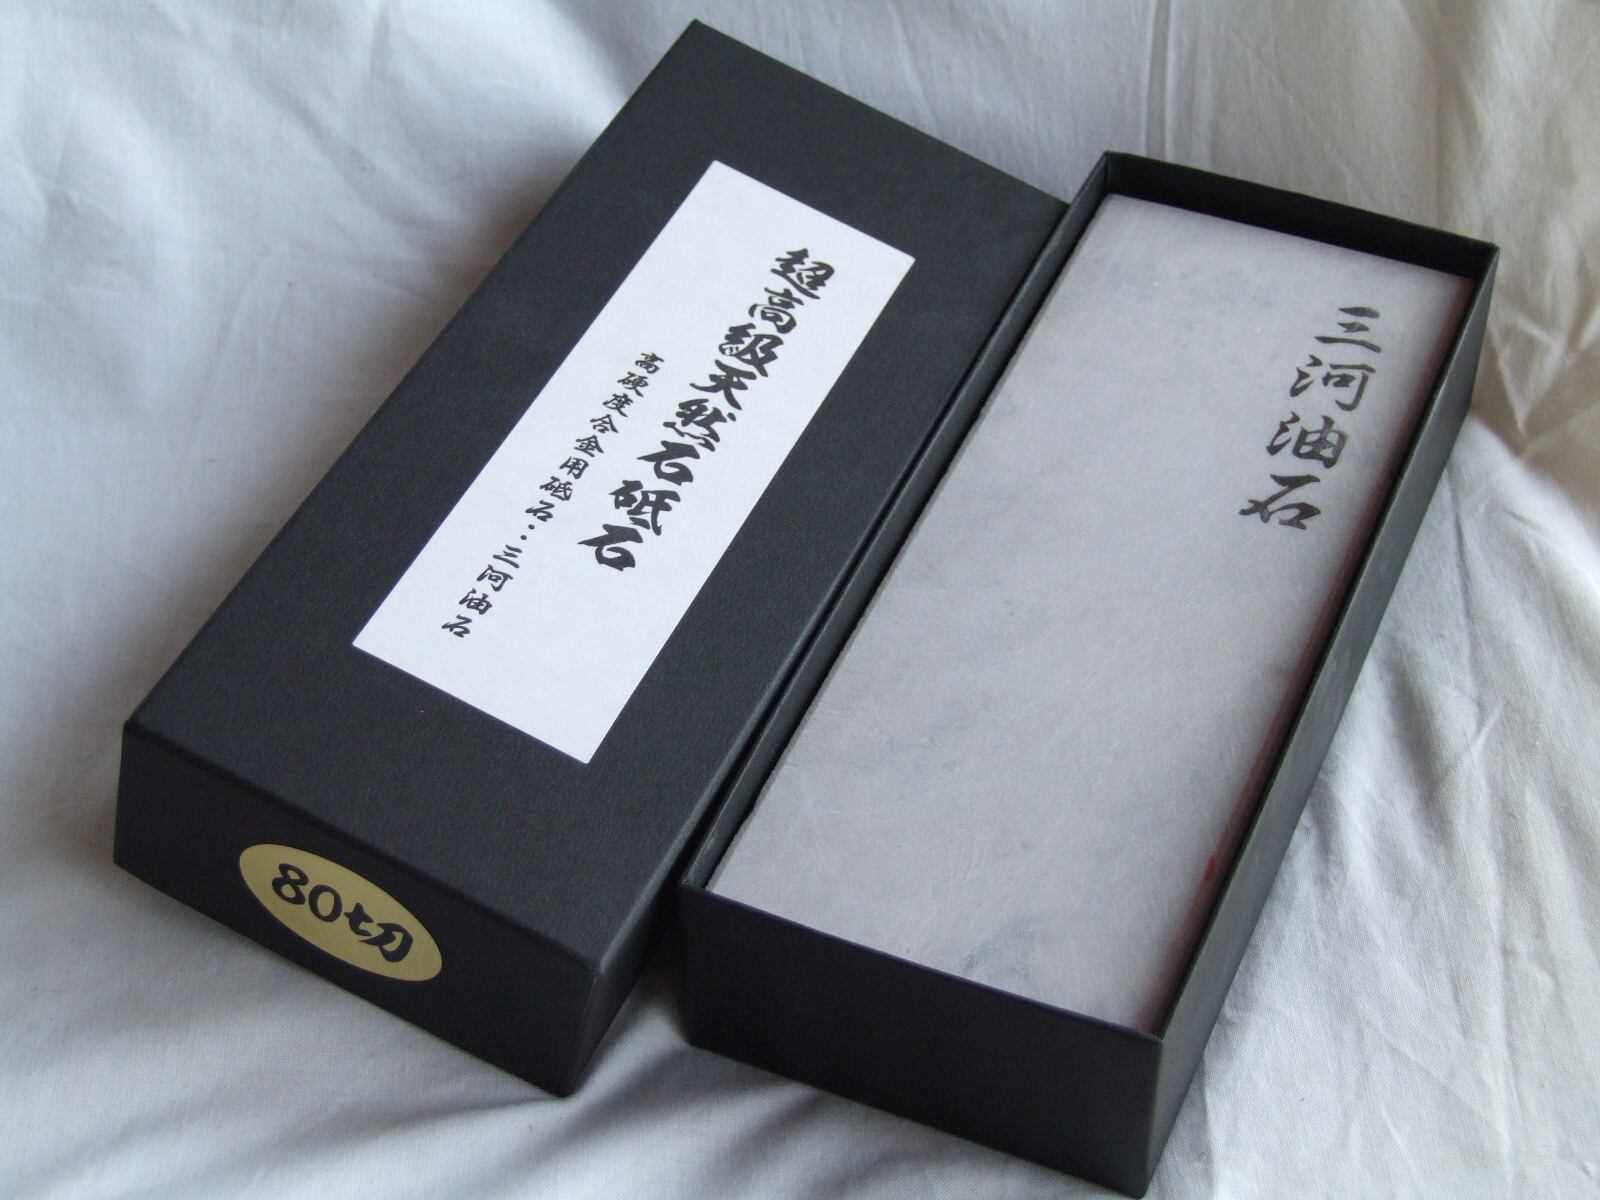 超高級天然石砥石
高硬度合金用砥石・・三河油石
80切
三河油石